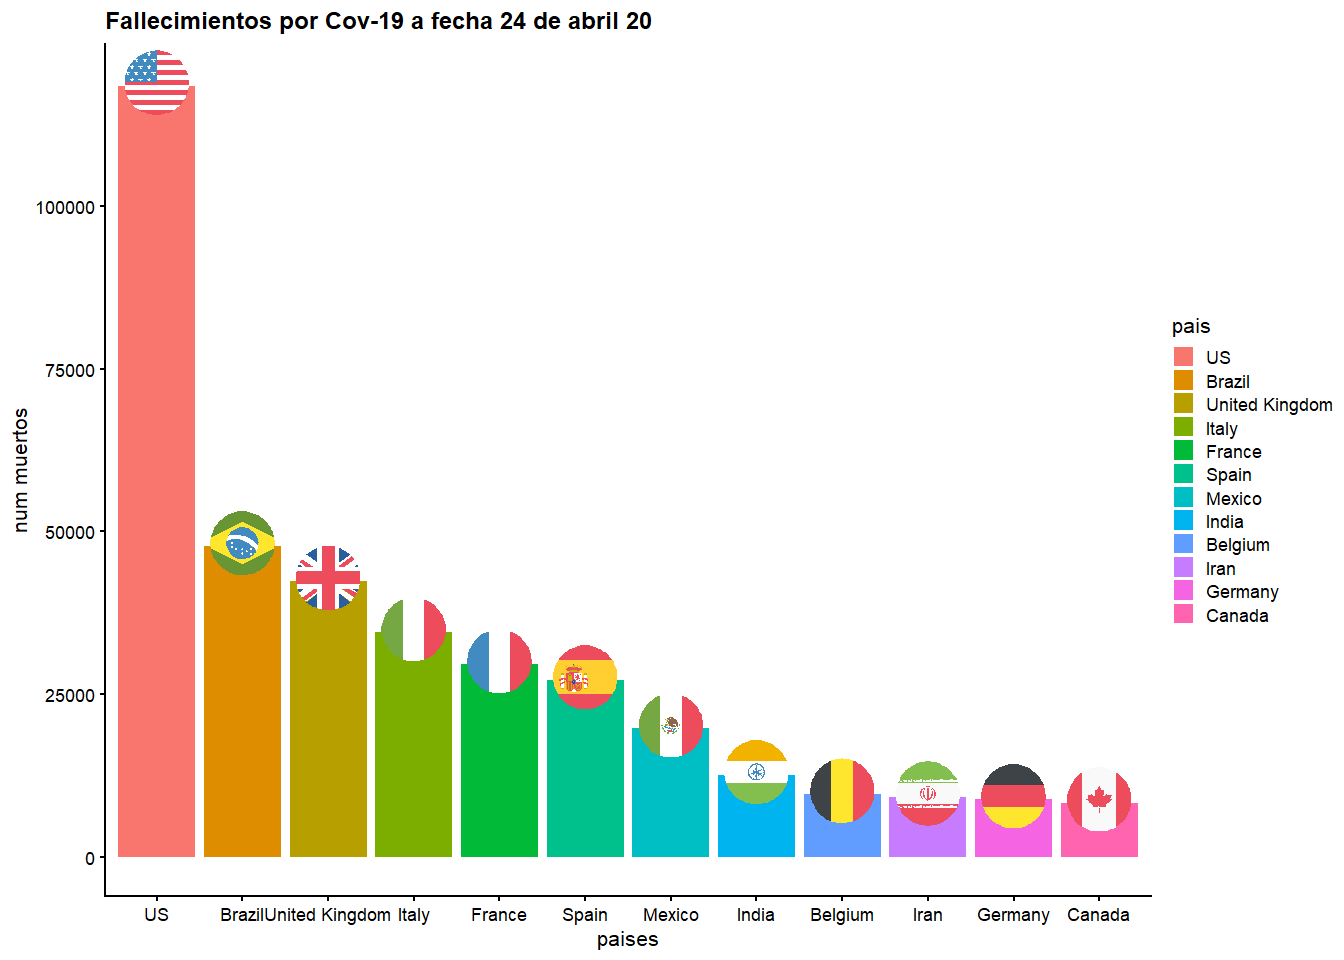 Fallecimientos por Cov-19 a fecha 24 de abril 20
100000
75000
50000
25000
0
num muertos
US Brazil United Kingdom Italy France Spain Mexico India Belgium Iran Germany Canada
paises
pais
US
Brazil
United Kingdom
Italy
France
Spain
Mexico
India
Belgium
Iran
Germany
Canada